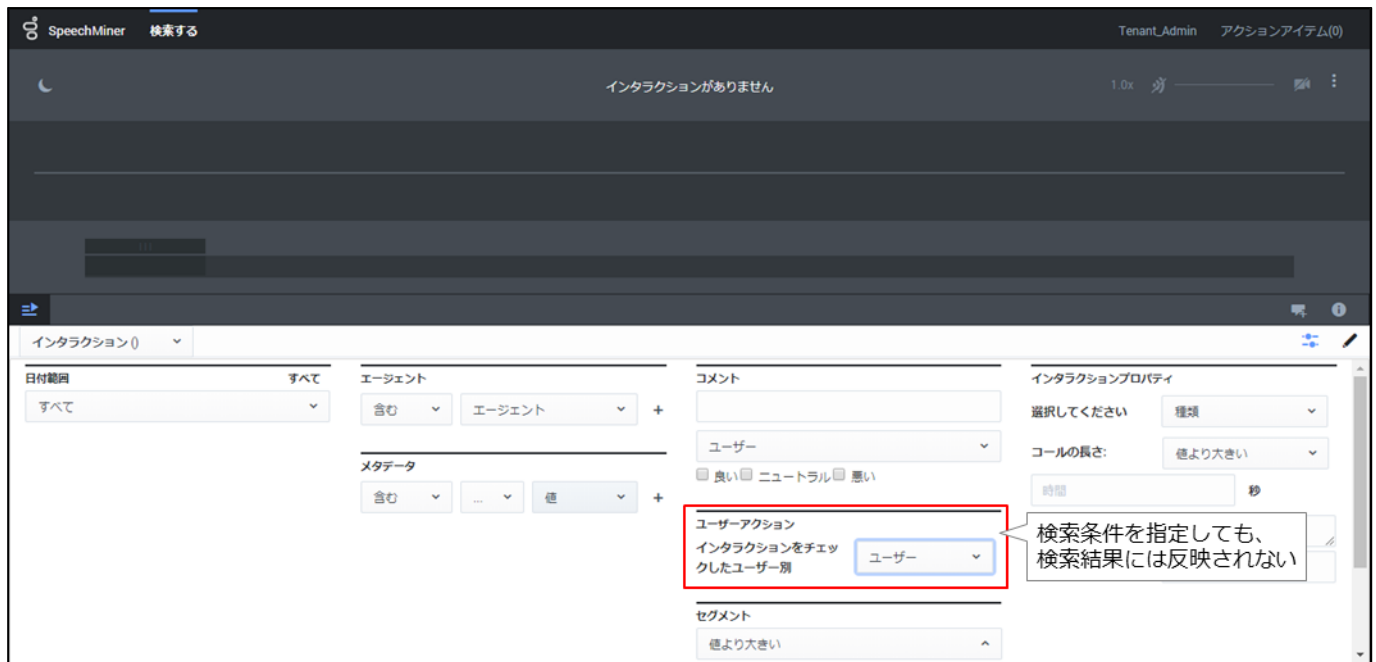 SpeechMiner 検索する Tenant_Admin アクションアイテム(0)
インタラクションがありません 1.0x
インタラクション ()
日付範囲 すべて
すべて
エージェント
含む エージェント +
メタデータ
含む ... 値 +
コメント
ユーザー
良い ニュートラル 悪い
ユーザーアクション
インタラクションをチェッ
クしたユーザー別
ユーザー
セグメント
値より大きい
インタラクションプロパティ
選択してください 種類
コールの長さ: 値より大きい
時間 秒
検索条件を指定しても、
検索結果には反映されない